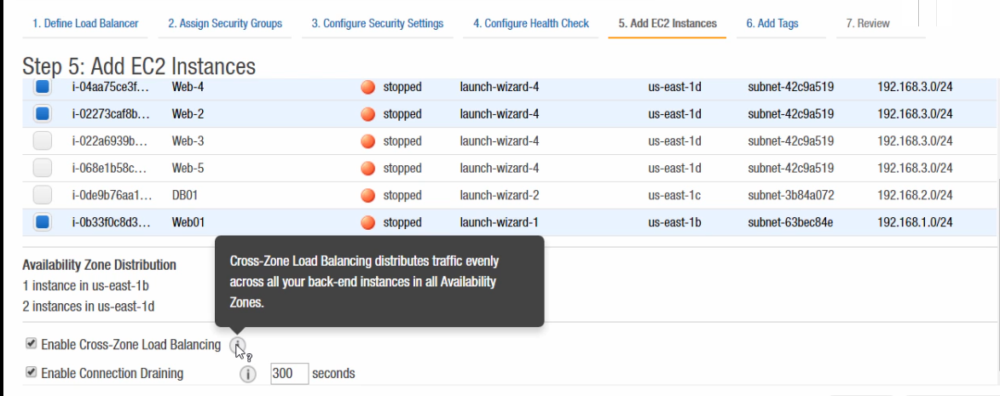 1. Define Load Balancer 2. Assign Security Groups 3. Configure Security Settings 4. Configure Health Check 5. Add EC2 Instances 6. Add Tags 7. Review
Step 5: Add EC2 Instances
i-04aa75ce3f... Web-4 stopped launch-wizard-4 us-east-1d subnet-42c9a519 192.168.3.0/24
i-02273caf8b... Web-2 stopped launch-wizard-4 us-east-1d subnet-42c9a519 192.168.3.0/24
i-022a6939b... Web-3 stopped launch-wizard-4 us-east-1d subnet-42c9a519 192.168.3.0/24
i-068e1b58c... Web-5 stopped launch-wizard-4 us-east-1d subnet-42c9a519 192.168.3.0/24
i-0de9b76aa1... DB01 stopped launch-wizard-2 us-east-1c subnet-3b84a072 192.168.2.0/24
i-0b33f0c8d3... Web01 stopped launch-wizard-1 us-east-1b subnet-63bec84e 192.168.1.0/24
Availability Zone Distribution
1 instance in us-east-1b
2 instances in us-east-1d
Cross-Zone Load Balancing distributes traffic evenly
across all your back-end instances in all Availability
Zones.
Enable Cross-Zone Load Balancing i
Enable Connection Draining i 300 seconds